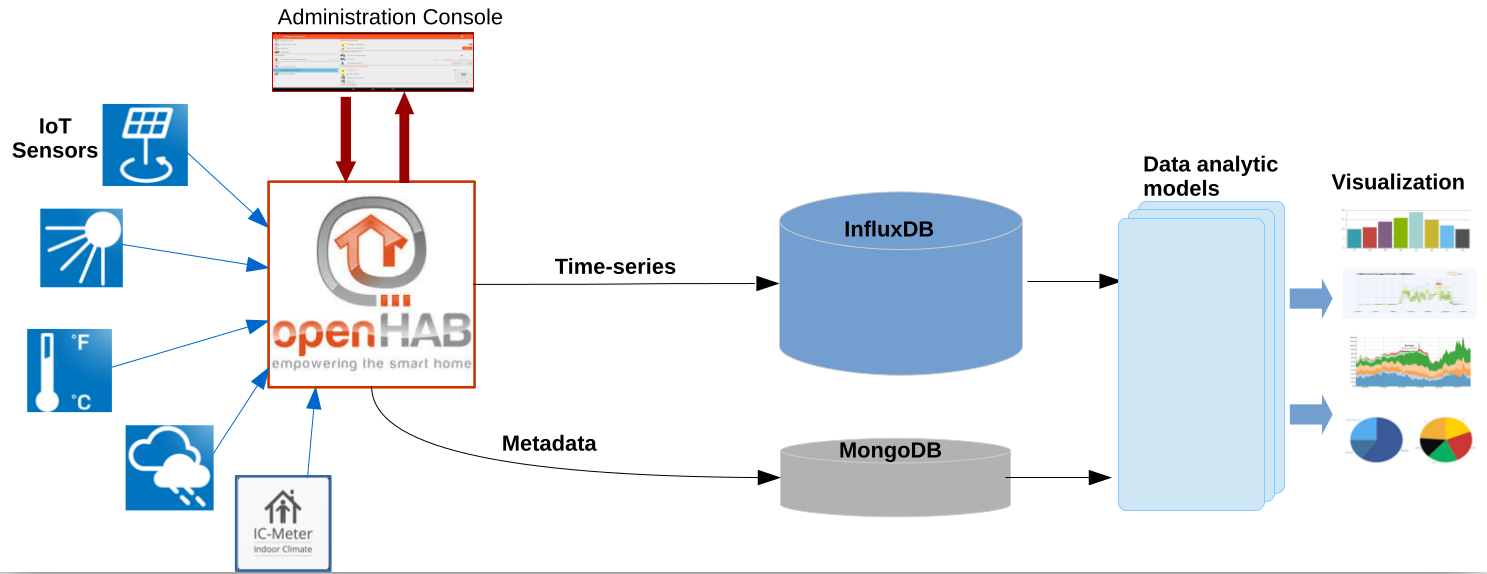 Administration Console
IoT
Sensors
°F
°C
openHAB
empowering the smart home
IC-Meter
Indoor Climate
Time-series
Metadata
InfluxDB
MongoDB
Data analytic
models
Visualization